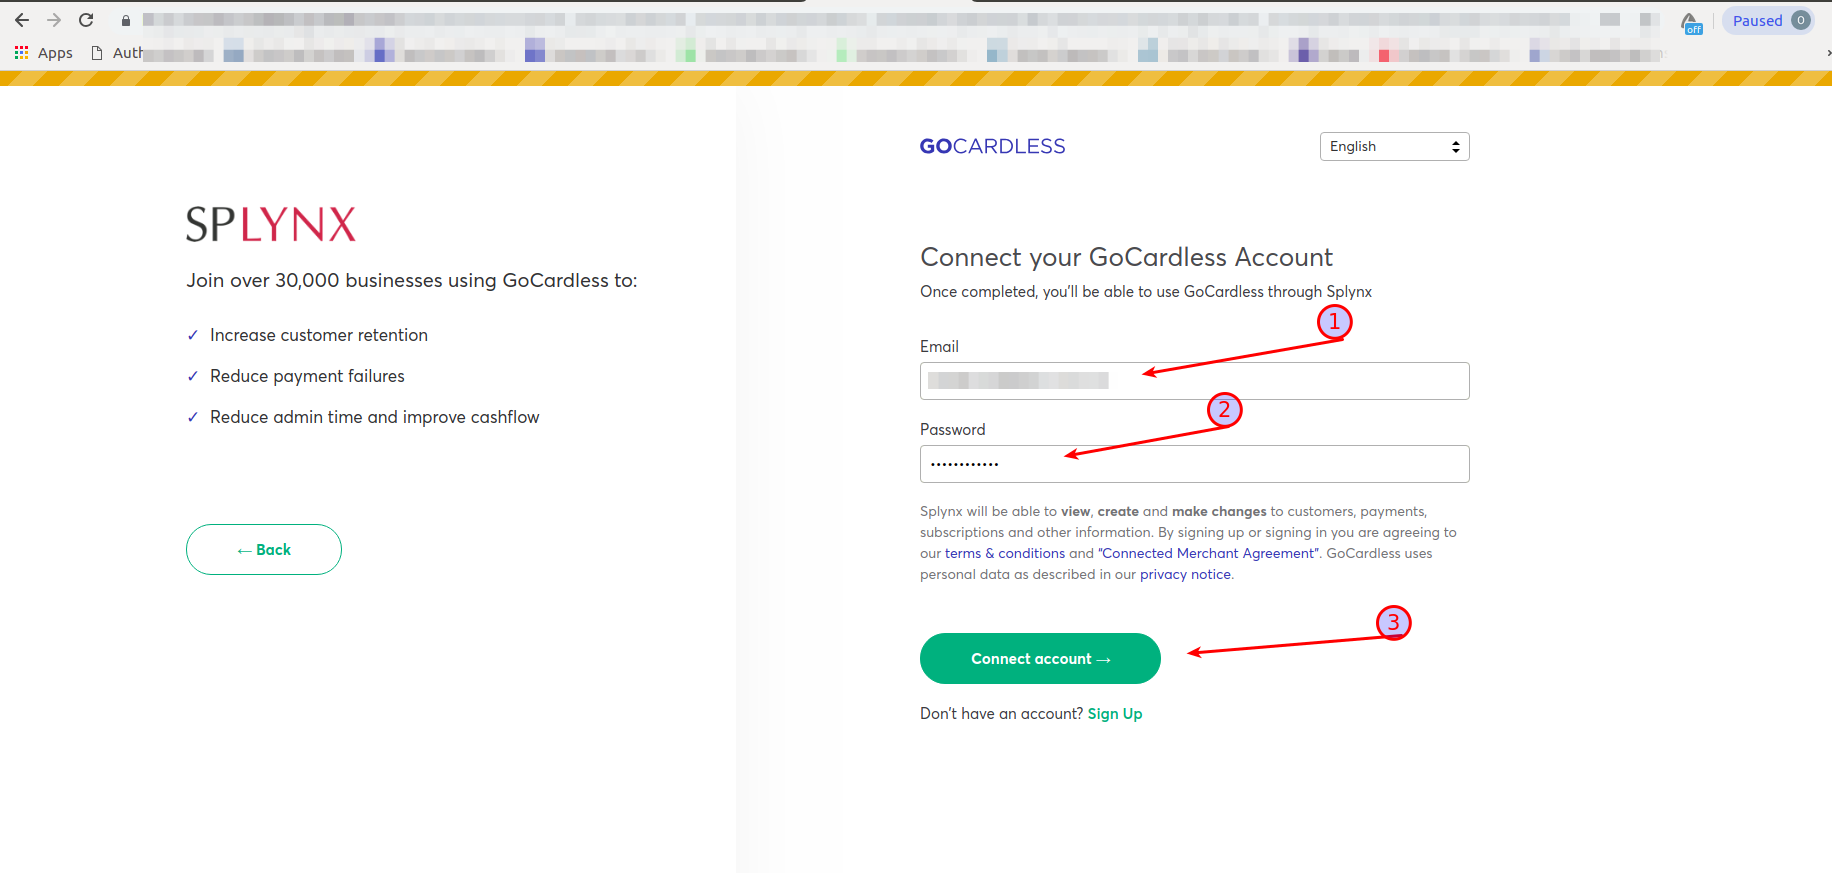 Paused 0
off
Apps
Auth
GOCARDLESS
English
SPLYNX
Join over 30,000 businesses using GoCardless to:
✓ Increase customer retention
✓ Reduce payment failures
✓ Reduce admin time and improve cashflow
← Back
Connect your GoCardless Account
Once completed, you'll be able to use GoCardless through Splynx
1
Email
2
Password
••••••••••••
Splynx will be able to view, create and make changes to customers, payments,
subscriptions and other information. By signing up or signing in you are agreeing to
our terms & conditions and "Connected Merchant Agreement". GoCardless uses
personal data as described in our privacy notice.
3
Connect account →
Don't have an account? Sign Up